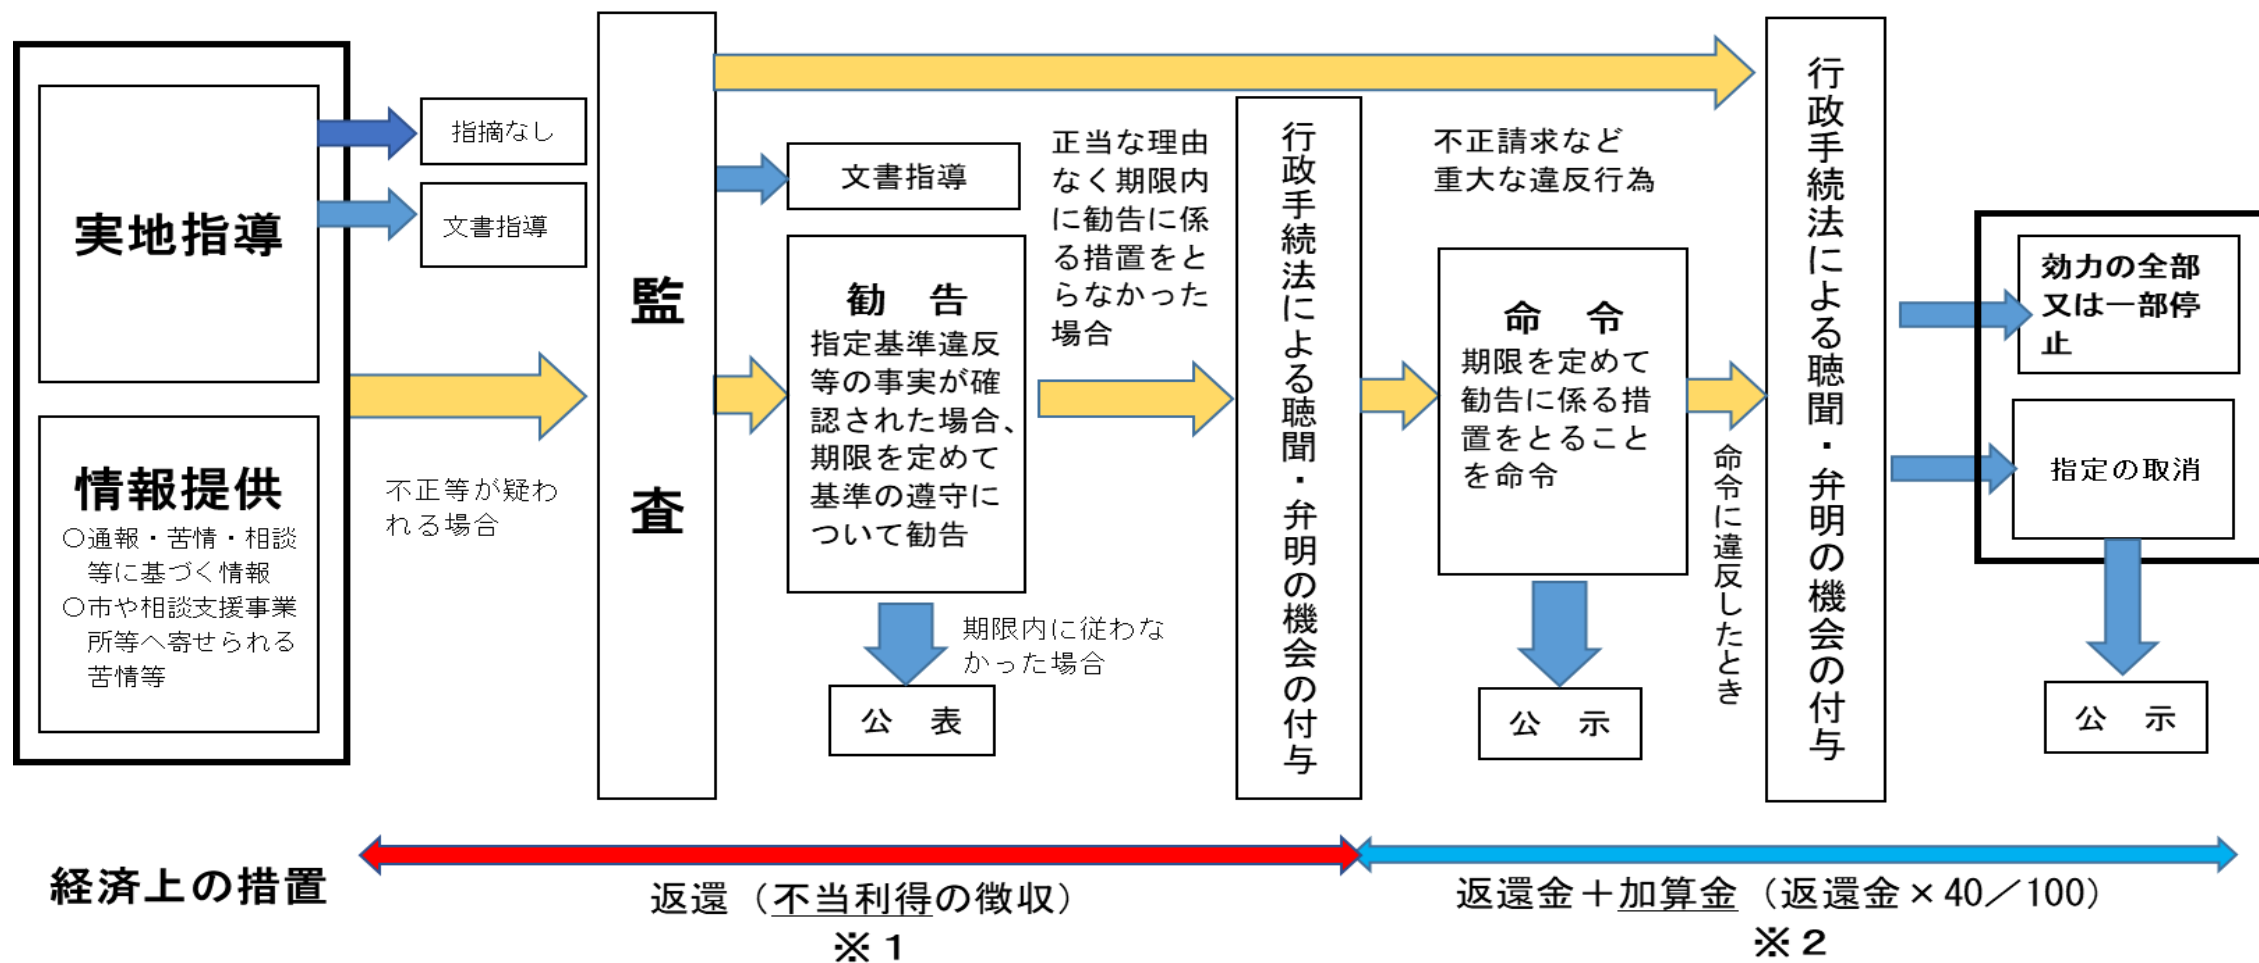 実地指導
情報提供
○通報・苦情・相談
等に基づく情報
○市や相談支援事業
所等へ寄せられる
苦情等
指摘なし
文書指導
不正等が疑わ
れる場合
監査
文書指導
勧　告
指定基準違反
等の事実が確
認された場合、
期限を定めて
基準の遵守に
ついて勧告
期限内に従わな
かった場合
公　表
正当な理由
なく期限内
に勧告に係
る措置をと
らなかった
場合
行政手続法による聴聞・弁明の機会の付与
不正請求など
重大な違反行為
命　令
期限を定めて
勧告に係る措
置をとること
を命令
公　示
命令に違反したとき
行政手続法による聴聞・弁明の機会の付与
効力の全部
又は一部停
止
指定の取消
公　示
経済上の措置
返還（不当利得の徴収）
※１
返還金＋加算金（返還金×40／100）
※２